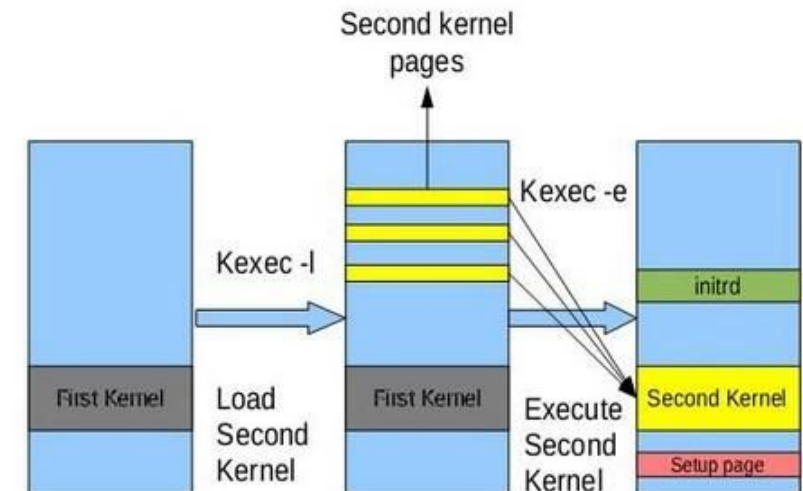 Second kernel
pages
Kexec -l
Kexec -e
initrd
First Kernel
Load
Second
Kernel
First Kernel
Execute
Second
Kernel
Second Kernel
Setup page